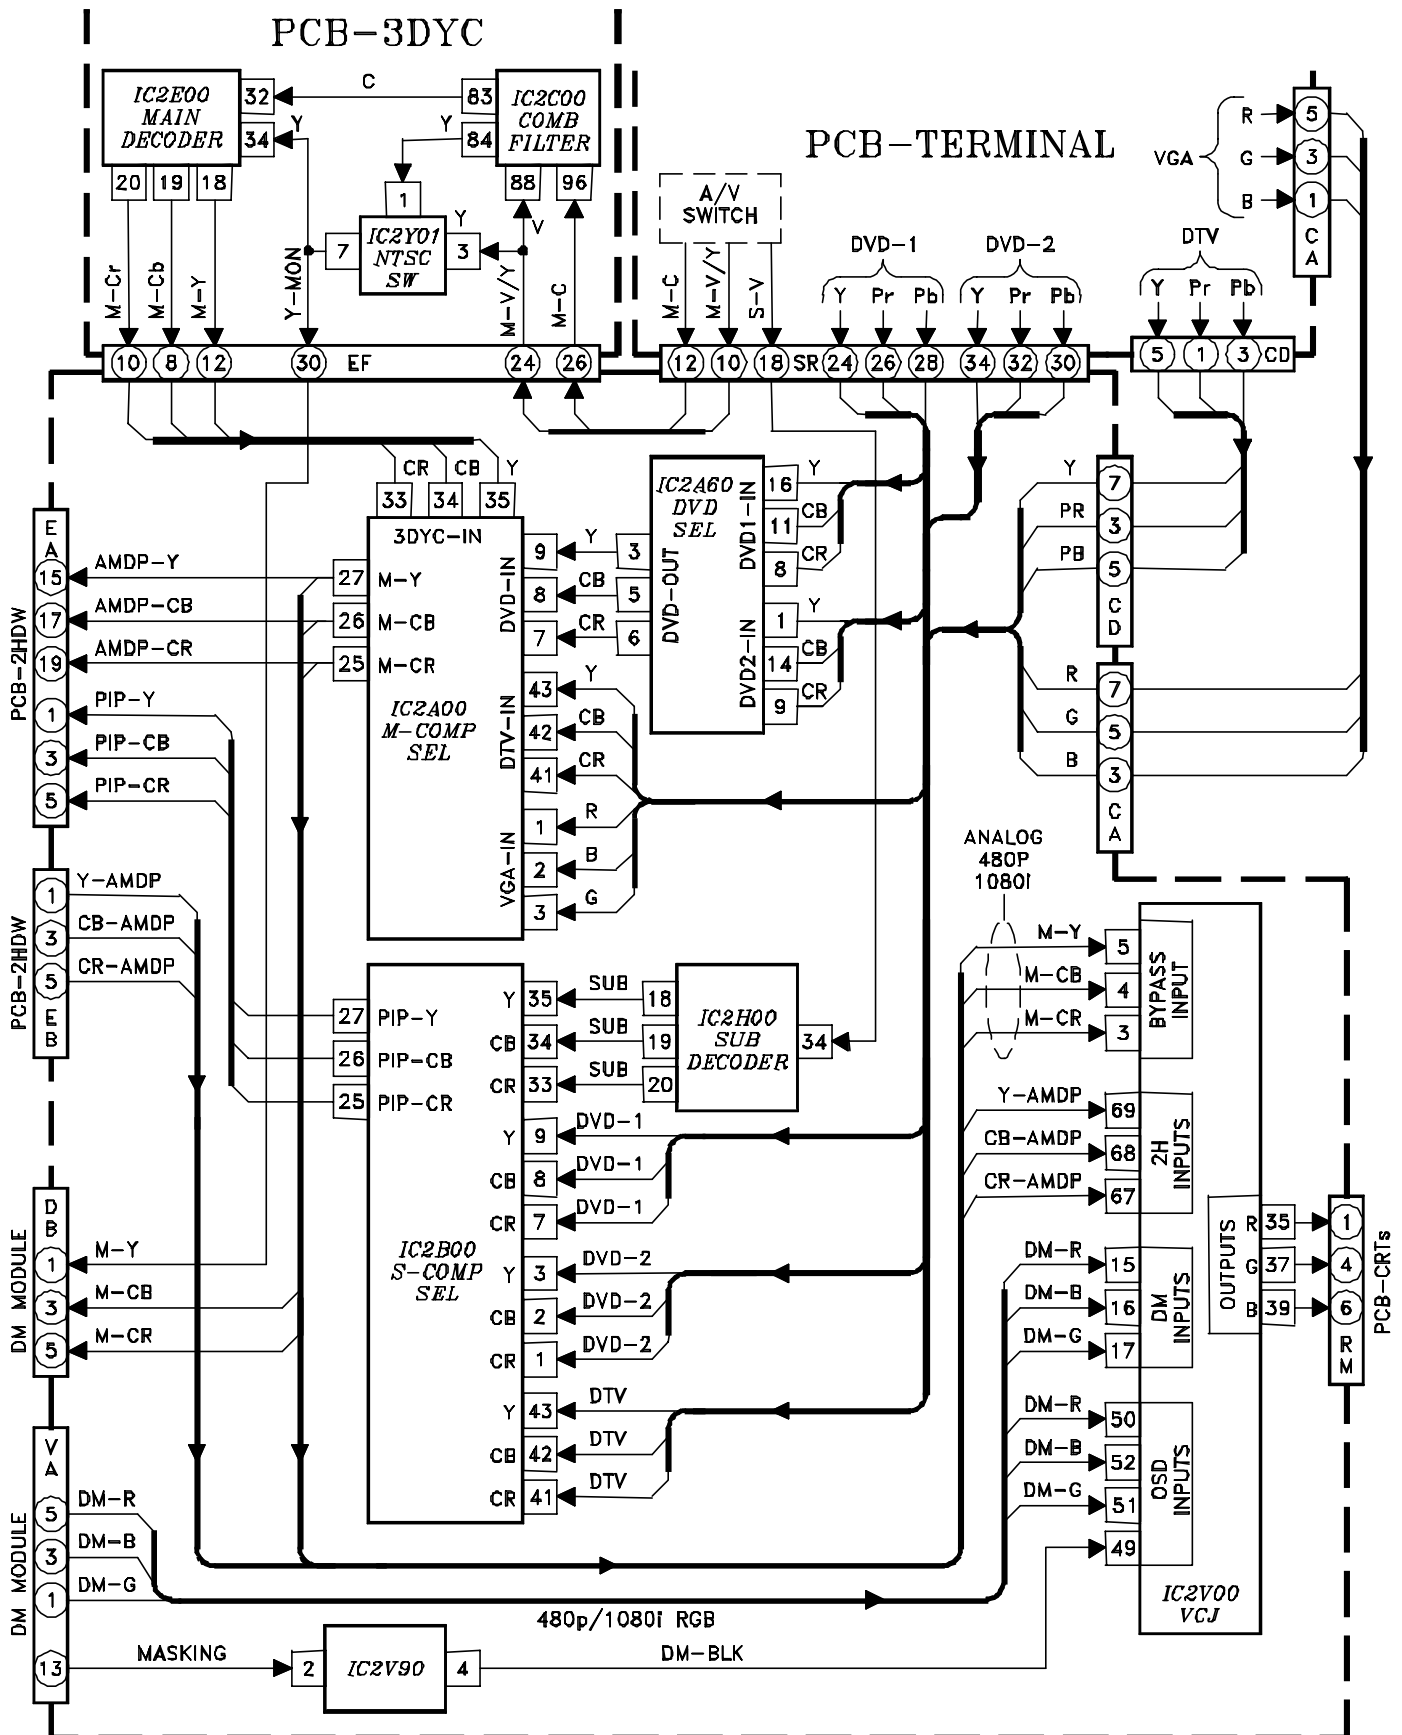 PCB-3DYC
IC2E00
MAIN
DECODER
32
34
20
19
18
C
Y
83
84
IC2C00
COMB
FILTER
88
96
Y
1
7
IC2Y01
NTSC
SW
3
Y
V
M-Cr
M-Cb
M-Y
Y-MON
M-V/Y
M-C
10
8
12
30
EF
24
26
PCB-TERMINAL
A/V
SWITCH
M-C
M-V/Y
S-V
DVD-1
Y
Pr
Pb
DVD-2
Y
Pr
Pb
12
10
18
SR
24
26
28
34
32
30
VGA
R
G
B
5
3
1
C
A
DTV
Y
Pr
Pb
5
1
3
CD
CR
CB
Y
33
34
35
3DYC-IN
IC2A00
M-COMP
SEL
27
M-Y
26
M-CB
25
M-CR
DVD-IN
9
8
7
Y
CB
CR
DTV-IN
43
42
41
Y
CB
CR
VGA-IN
1
2
3
R
B
G
IC2A60
DVD
SEL
DVD-OUT
3
5
6
DVD1-IN
16
11
8
Y
CB
CR
DVD2-IN
1
14
9
Y
CB
CR
Y
PR
PB
7
3
5
C
D
R
G
B
7
5
3
C
A
PCB-2HDW
E
A
15
17
19
1
3
5
AMDP-Y
AMDP-CB
AMDP-CR
PIP-Y
PIP-CB
PIP-CR
PCB-2HDW
1
3
5
E
B
Y-AMDP
CB-AMDP
CR-AMDP
27
PIP-Y
26
PIP-CB
25
PIP-CR
IC2B00
S-COMP
SEL
Y
35
SUB
18
CB
34
SUB
19
CR
33
SUB
20
IC2H00
SUB
DECODER
34
Y
9
DVD-1
CB
8
DVD-1
CR
7
DVD-1
Y
3
DVD-2
CB
2
DVD-2
CR
1
DVD-2
Y
43
DTV
CB
42
DTV
CR
41
DTV
ANALOG
480P
1080i
M-Y
M-CB
M-CR
5
4
3
BYPASS
INPUT
Y-AMDP
CB-AMDP
CR-AMDP
69
68
67
2H
INPUTS
DM-R
DM-B
DM-G
15
16
17
DM
INPUTS
DM-R
DM-B
DM-G
50
52
51
49
OSD
INPUTS
IC2V00
VCJ
OUTPUTS
R
35
G
37
B
39
1
4
6
R
M
PCB-CRTs
DM MODULE
D
B
1
3
5
M-Y
M-CB
M-CR
DM MODULE
V
A
5
3
1
13
DM-R
DM-B
DM-G
480p/1080i RGB
MASKING
2
IC2V90
4
DM-BLK